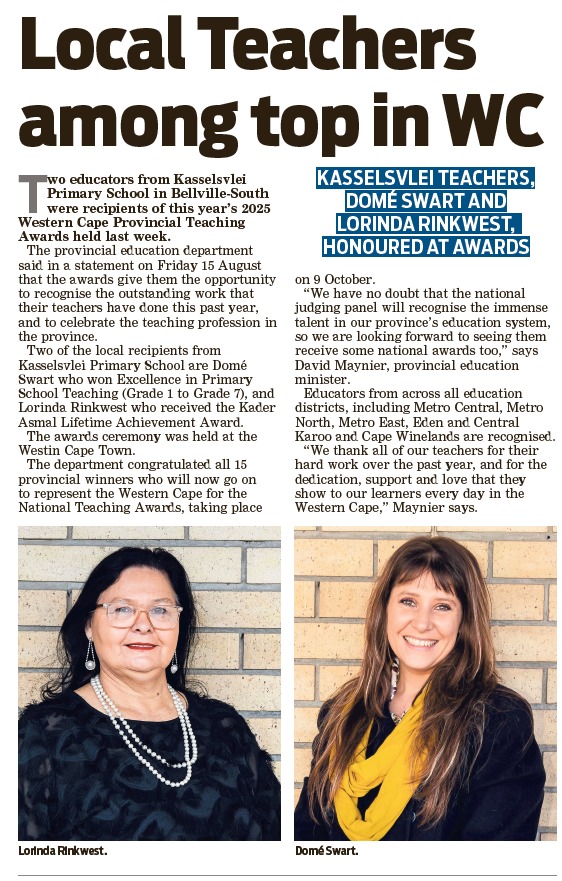 Local Teachers
among top in WC
Two educators from Kasselsvlei
Primary School in Bellville-South
were recipients of this year's 2025
Western Cape Provincial Teaching
Awards held last week.
The provincial education department
said in a statement on Friday 15 August
that the awards give them the opportunity
to recognise the outstanding work that
their teachers have done this past year,
and to celebrate the teaching profession in
the province.
Two of the local recipients from
Kasselsvlei Primary School are Domé
Swart who won Excellence in Primary
School Teaching (Grade 1 to Grade 7), and
Lorinda Rinkwest who received the Kader
Asmal Lifetime Achievement Award.
The awards ceremony was held at the
Westin Cape Town.
The department congratulated all 15
provincial winners who will now go on
to represent the Western Cape for the
National Teaching Awards, taking place
KASSELSVLEI TEACHERS,
DOMÉ SWART AND
LORINDA RINKWEST,
HONOURED AT AWARDS
on 9 October.
“We have no doubt that the national
judging panel will recognise the immense
talent in our province's education system,
so we are looking forward to seeing them
receive some national awards too,” says
David Maynier, provincial education
minister.
Educators from across all education
districts, including Metro Central, Metro
North, Metro East, Eden and Central
Karoo and Cape Winelands are recognised.
“We thank all of our teachers for their
hard work over the past year, and for the
dedication, support and love that they
show to our learners every day in the
Western Cape,” Maynier says.
Lorinda Rinkwest.
Domé Swart.